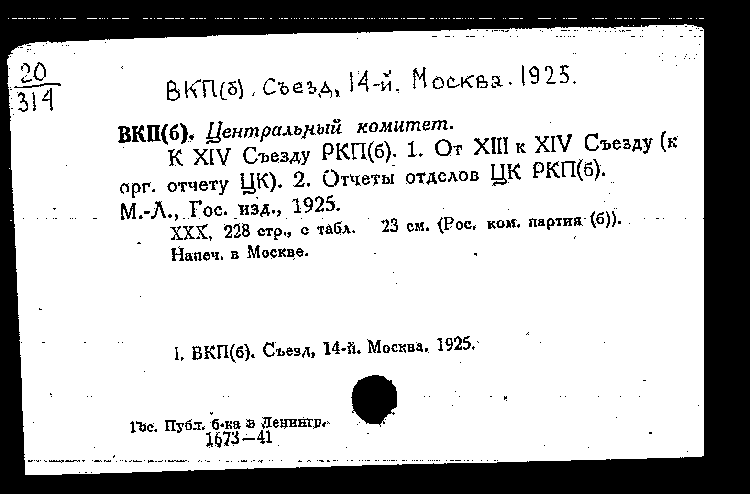 20
314
ВКП(б). Съезд, 14-й. Москва. 1925.
ВКП(б). Центральный комитет.
К XIV Съезду РКП(б). 1. От XIII к XIV Съезду (к
орг. отчету ЦК). 2. Отчеты отделов ЦК РКП(б).
М.-Л., Гос. изд., 1925.
XXX, 228 стр., с табл. 23 см. (Рос. ком. партия (б)).
Напеч. в Москве.
I. ВКП(б). Съезд, 14-й. Москва. 1925.
Гос. Публ. б-ка в Ленингр.
1673—41